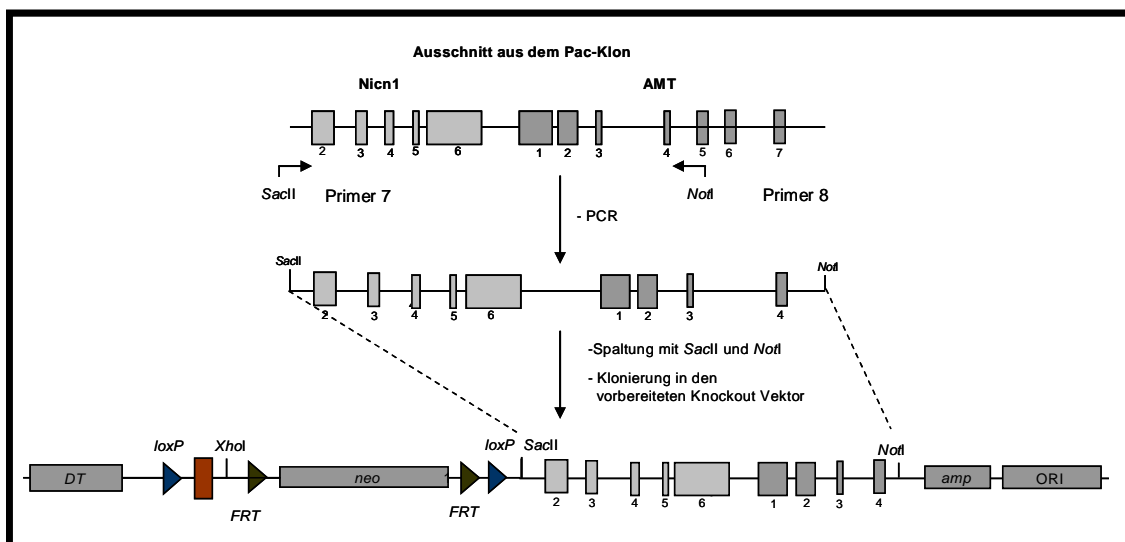 Ausschnitt aus dem Pac-Klon
Nicn1 AMT
2 3 4 5 6 1 2 3 4 5 6 7
SacII Primer 7 NotI Primer 8
- PCR
SacII NotI
2 3 4 5 6 1 2 3 4
-Spaltung mit SacII und NotI
- Klonierung in den
vorbereiteten Knockout Vektor
loxP XhoI loxP SacII NotI
DT neo amp ORI
FRT FRT
2 3 4 5 6 1 2 3 4